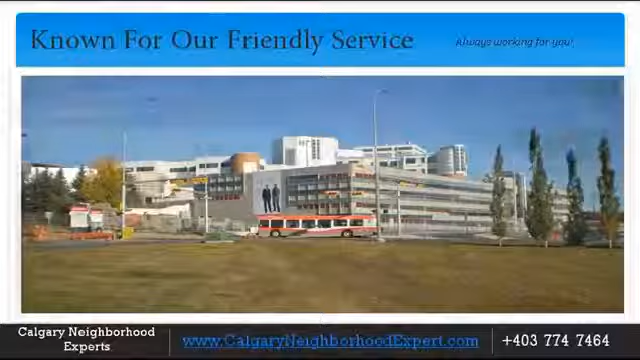 Known For Our Friendly Service
Always working for you!
Calgary Neighborhood
Experts
www.CalgaryNeighborhoodExpert.com
+403 774 7464